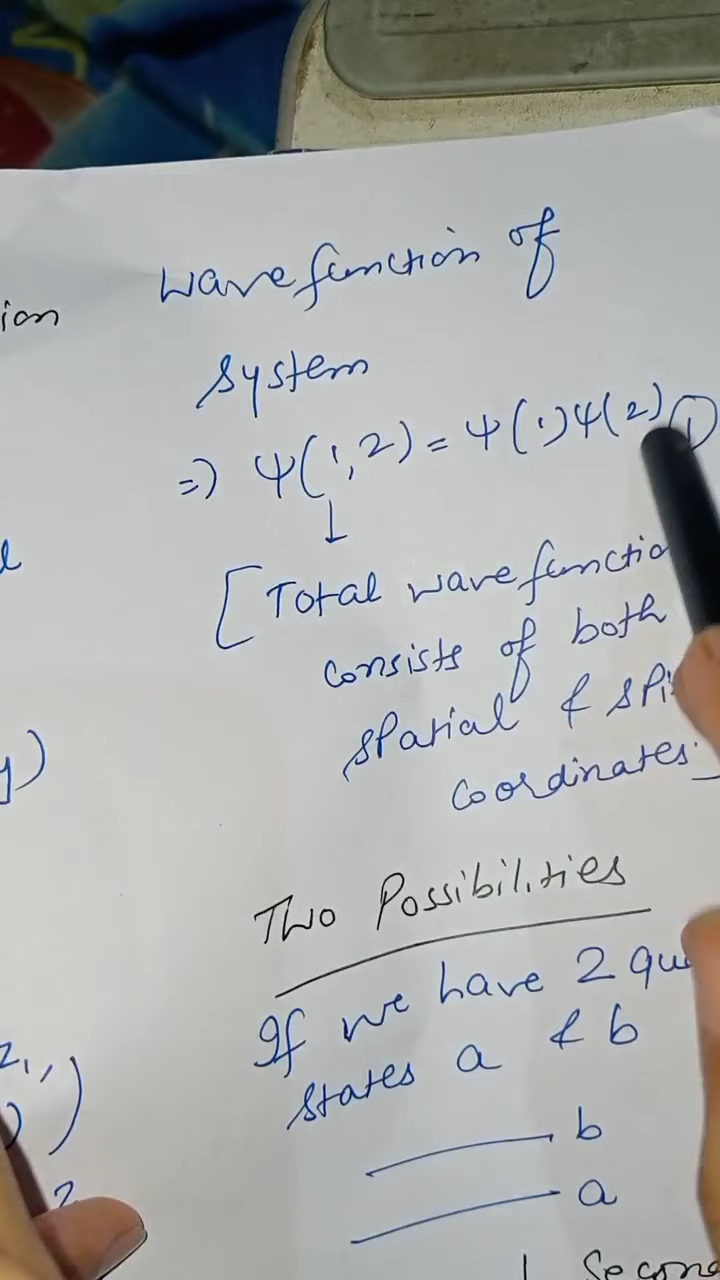 wavefunction of
system
=) Ψ(1,2) = Ψ(1)Ψ(2) ①
↓
[Total wavefunctio
consists of both
spatial & spi
coordinates
Two Possibilities
If we have 2 qu
states a & b
b
a
Second